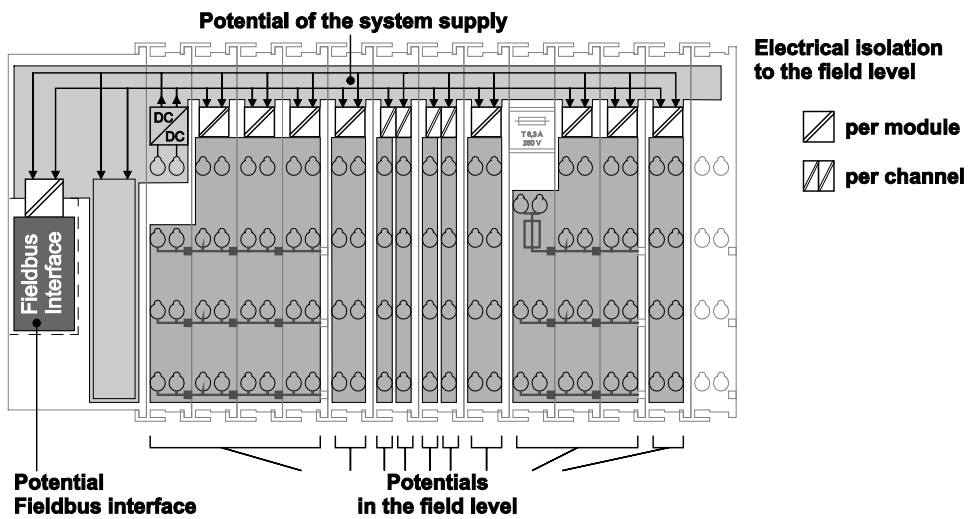 Potential of the system supply
Electrical isolation
to the field level
per module
per channel
DC
DC
T 6,3 A
250 V
Fieldbus
Interface
Potential
Fieldbus interface
Potentials
in the field level